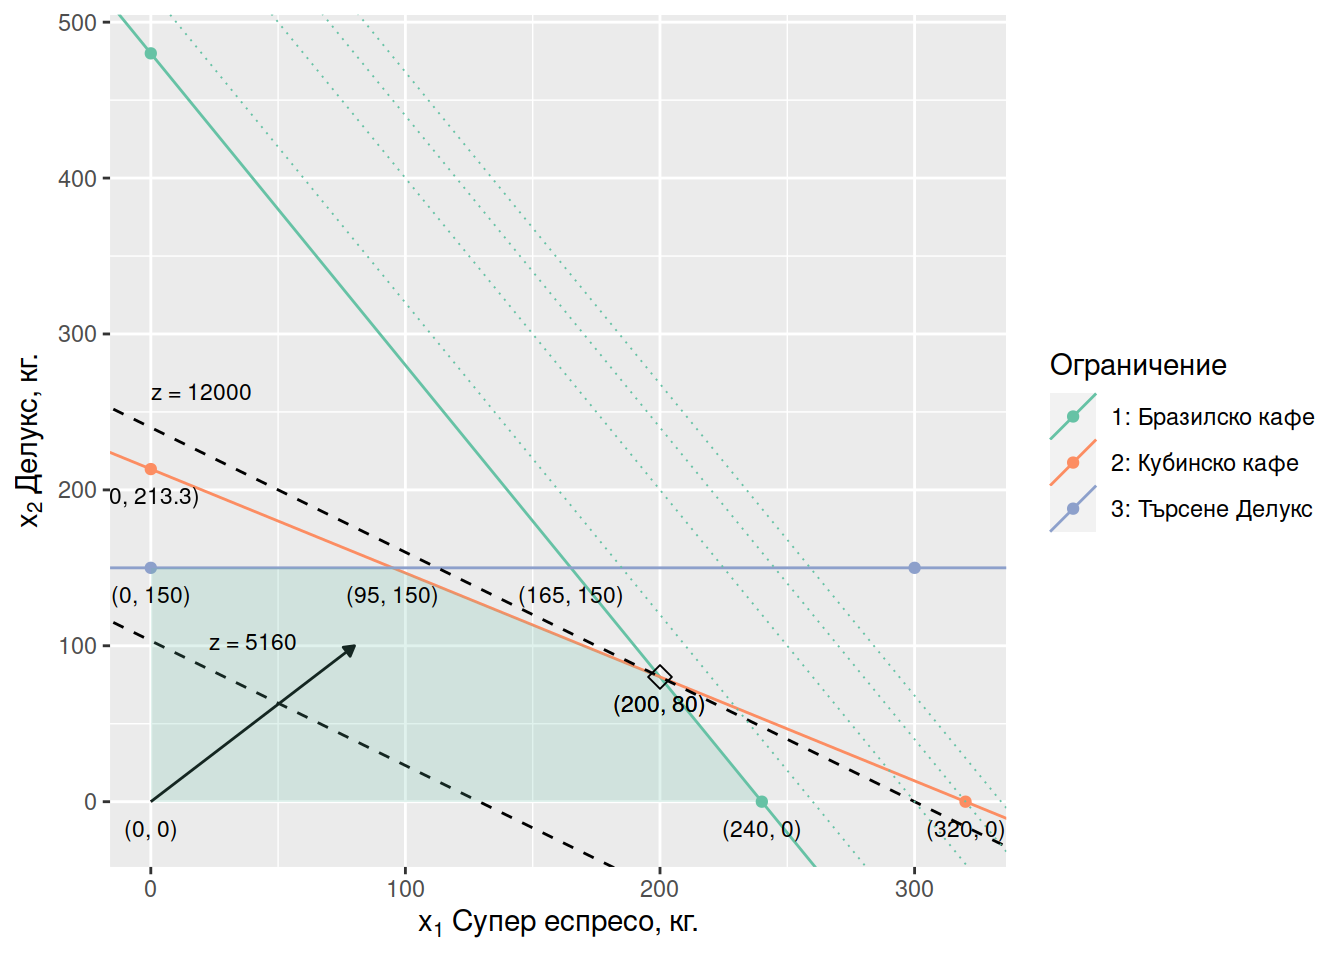 500
400
300
200
100
0
x2 Делукс, кг.
z = 12000
0, 213.3)
(0, 150)
(95, 150)
(165, 150)
z = 5160
(200, 80)
(0, 0)
(240, 0)
(320, 0)
0
100
200
300
x1 Супер еспресо, кг.
Ограничение
1: Бразилско кафе
2: Кубинско кафе
3: Търсене Делукс